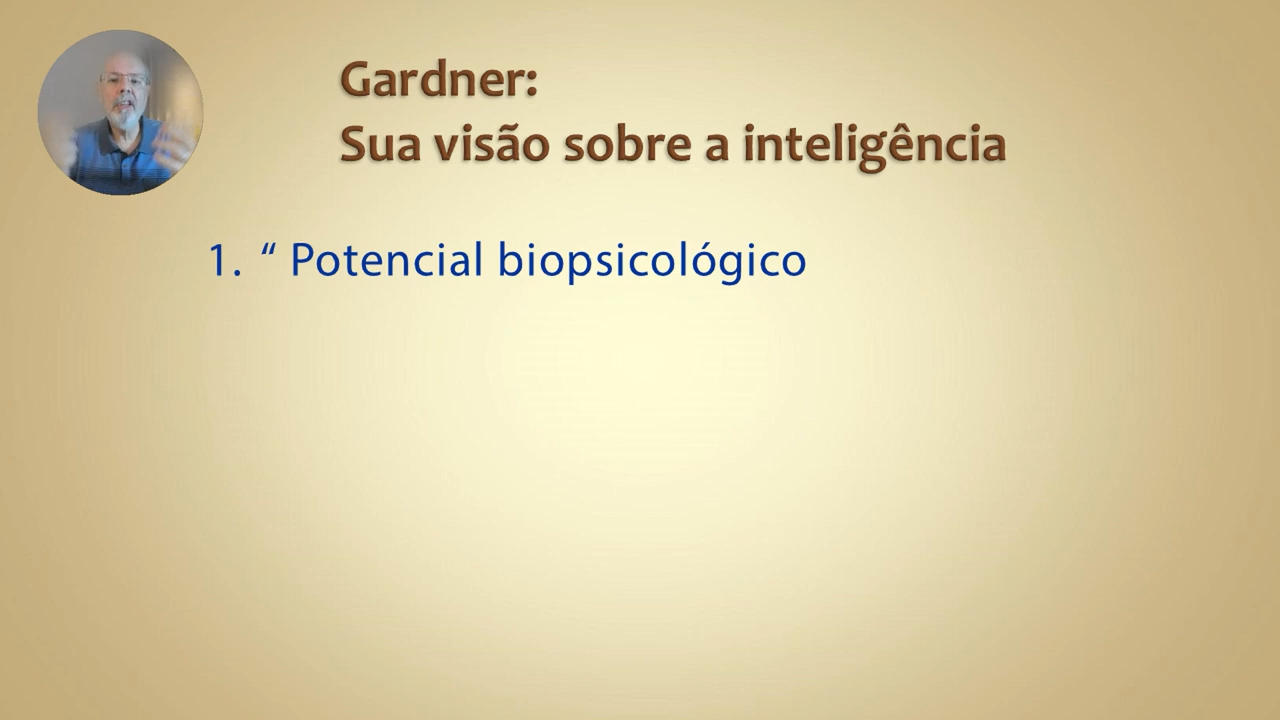 Gardner:
Sua visão sobre a inteligência
1. “ Potencial biopsicológico